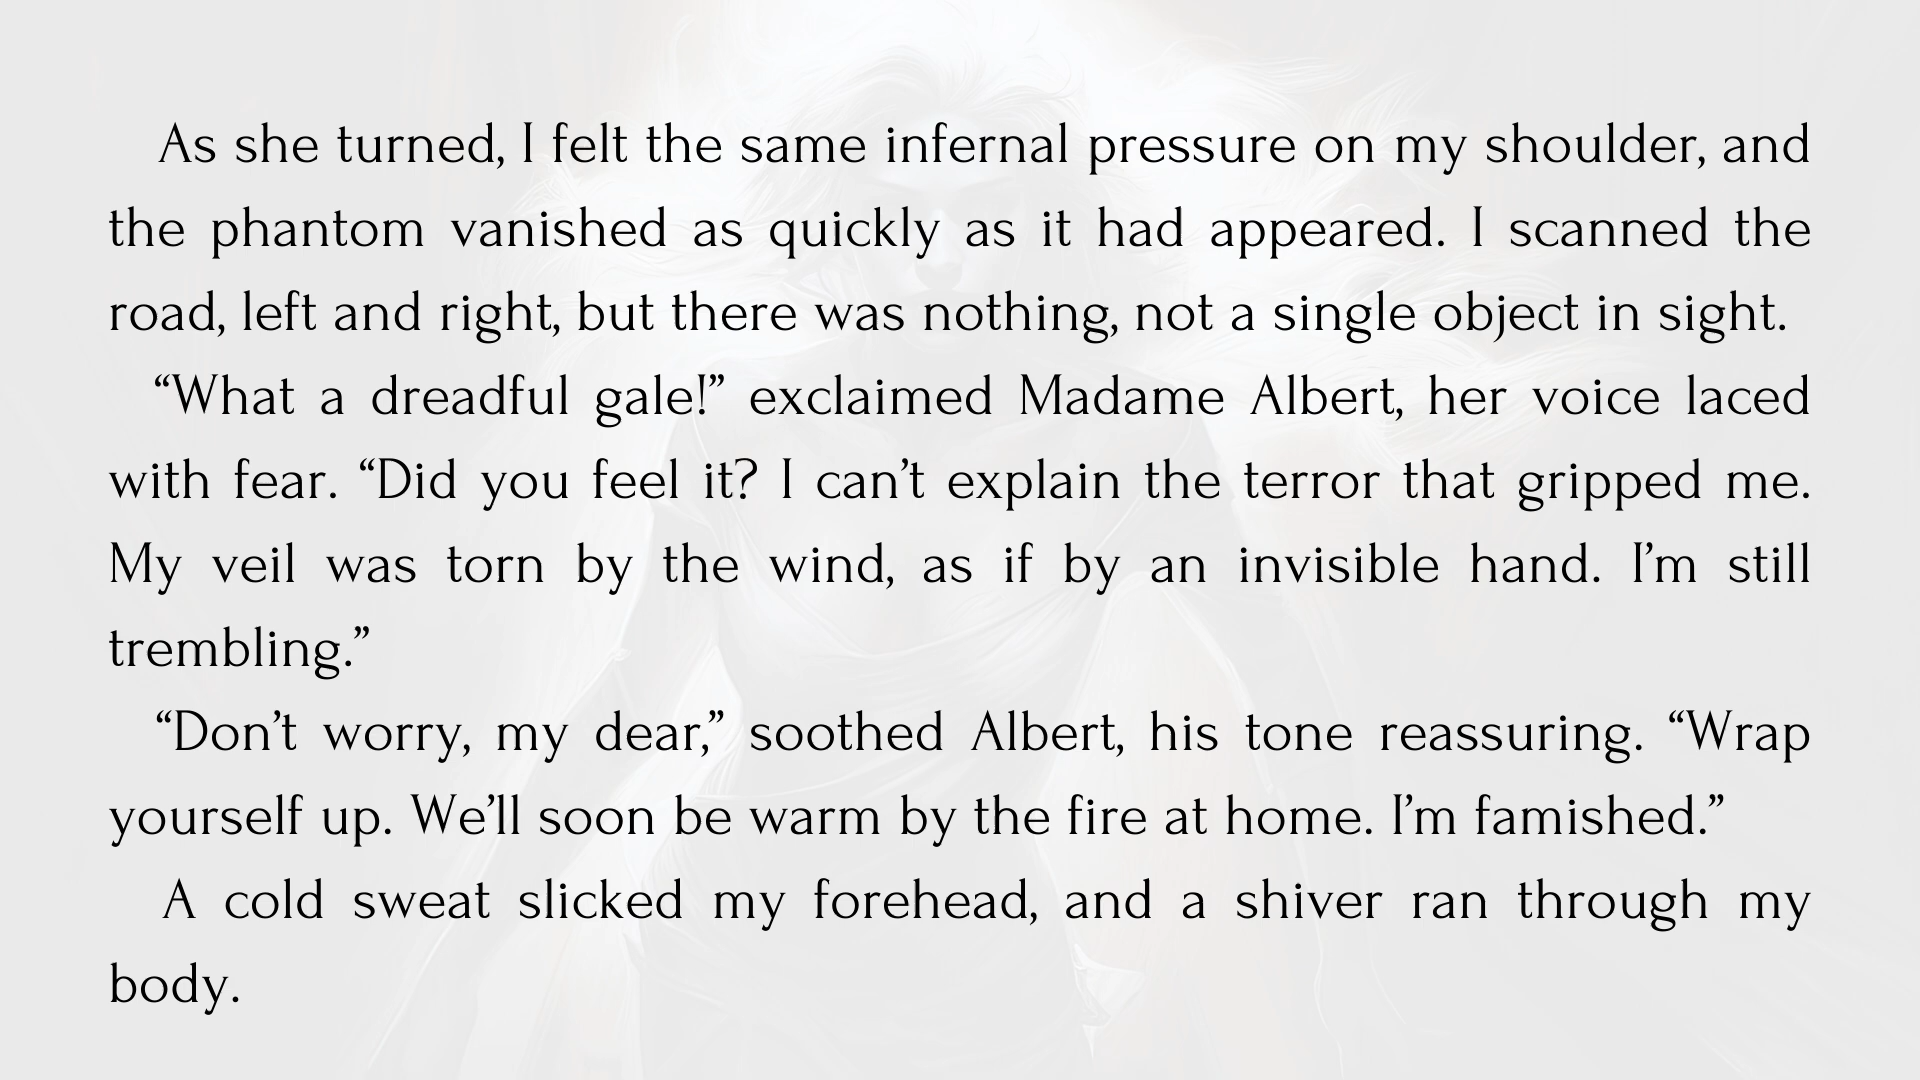 As she turned, I felt the same infernal pressure on my shoulder, and
the phantom vanished as quickly as it had appeared. I scanned the
road, left and right, but there was nothing, not a single object in sight.
“What a dreadful gale!” exclaimed Madame Albert, her voice laced
with fear. “Did you feel it? I can’t explain the terror that gripped me.
My veil was torn by the wind, as if by an invisible hand. I’m still
trembling.”
“Don’t worry, my dear,” soothed Albert, his tone reassuring. “Wrap
yourself up. We’ll soon be warm by the fire at home. I’m famished.”
A cold sweat slicked my forehead, and a shiver ran through my
body.